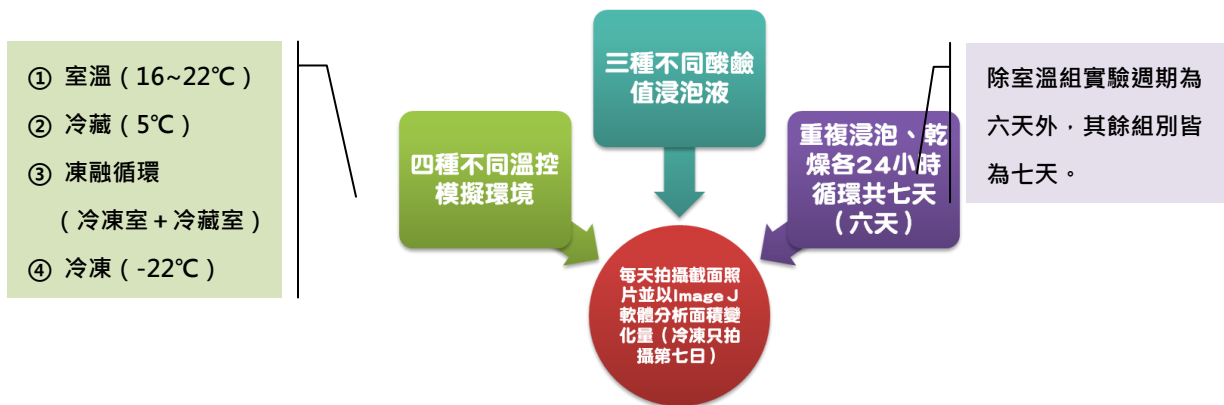 ① 室溫（16~22℃）
② 冷藏（5℃）
③ 凍融循環
（冷凍室＋冷藏室）
④ 冷凍（-22℃）
四種不同溫控
模擬環境
三種不同酸鹼
值浸泡液
重複浸泡、乾
燥各24小時
循環共七天
（六天）
除室溫組實驗週期為
六天外，其餘組別皆
為七天。
每天拍攝截面照
片並以Image J
軟體分析面積變
化量（冷凍只拍
攝第七日）